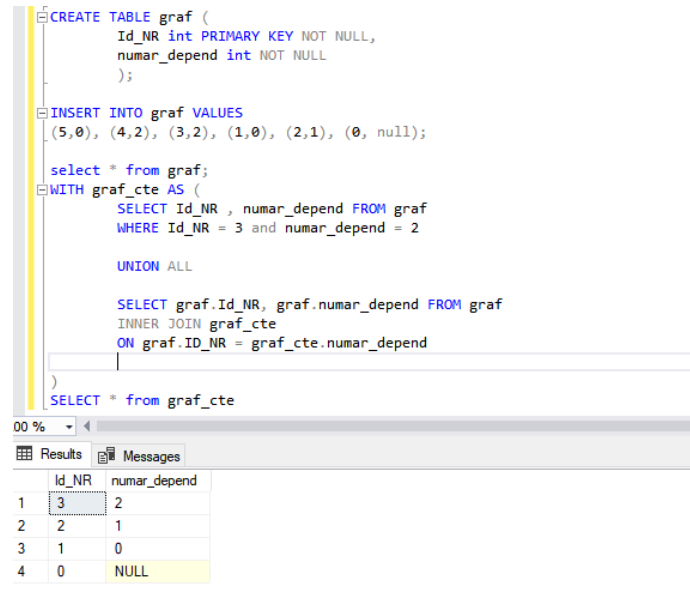 CREATE TABLE graf (
Id_NR int PRIMARY KEY NOT NULL,
numar_depend int NOT NULL
);
INSERT INTO graf VALUES
(5,0), (4,2), (3,2), (1,0), (2,1), (0, null);
select * from graf;
WITH graf_cte AS (
SELECT Id_NR , numar_depend FROM graf
WHERE Id_NR = 3 and numar_depend = 2
UNION ALL
SELECT graf.Id_NR, graf.numar_depend FROM graf
INNER JOIN graf_cte
ON graf.ID_NR = graf_cte.numar_depend
)
SELECT * from graf_cte
00 %
Results Messages
Id_NR numar_depend
1 3 2
2 2 1
3 1 0
4 0 NULL